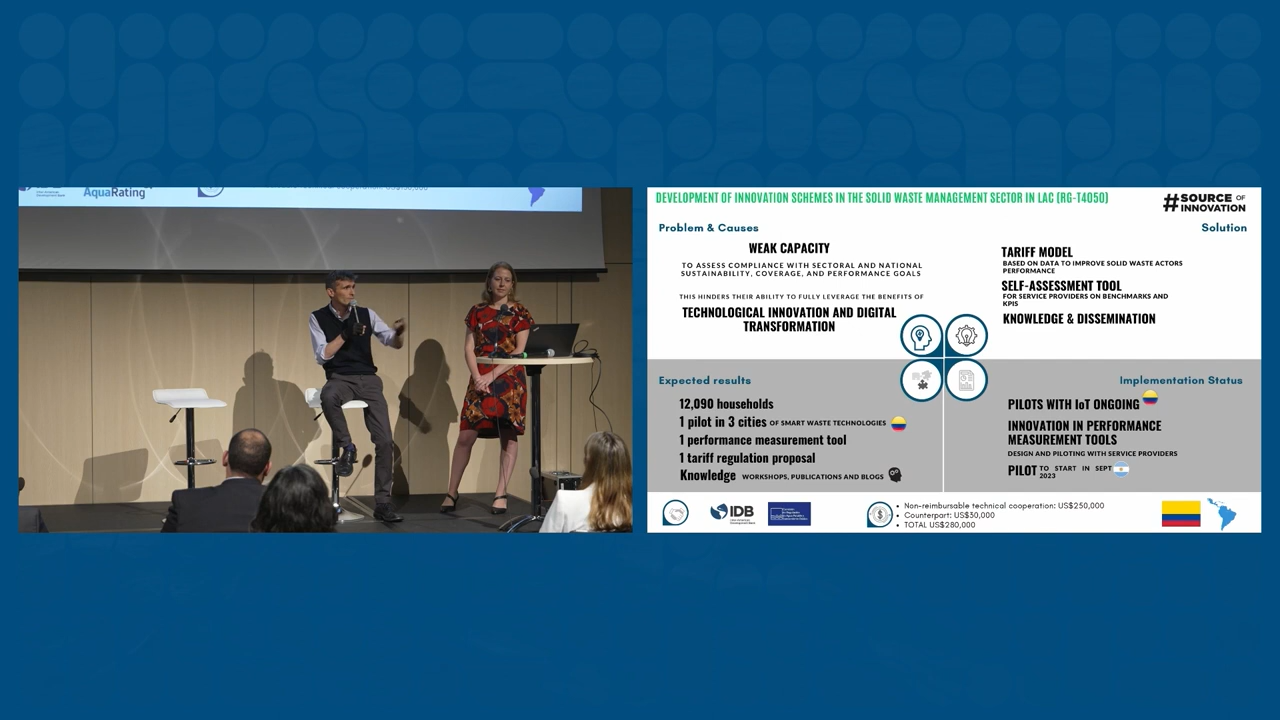 AquaRating
DEVELOPMENT OF INNOVATION SCHEMES IN THE SOLID WASTE MANAGEMENT SECTOR IN LAC (RG-T4050)
#SOURCE OF
INNOVATION
Problem & Causes
Solution
WEAK CAPACITY
TO ASSESS COMPLIANCE WITH SECTORAL AND NATIONAL
SUSTAINABILITY, COVERAGE, AND PERFORMANCE GOALS
THIS HINDERS THEIR ABILITY TO FULLY LEVERAGE THE BENEFITS OF
TECHNOLOGICAL INNOVATION AND DIGITAL
TRANSFORMATION
TARIFF MODEL
BASED ON DATA TO IMPROVE SOLID WASTE ACTORS
PERFORMANCE
SELF-ASSESSMENT TOOL
FOR SERVICE PROVIDERS ON BENCHMARKS AND
KPIS
KNOWLEDGE & DISSEMINATION
Expected results
12,090 households
1 pilot in 3 cities OF SMART WASTE TECHNOLOGIES
1 performance measurement tool
1 tariff regulation proposal
Knowledge WORKSHOPS, PUBLICATIONS AND BLOGS
Implementation Status
PILOTS WITH IoT ONGOING
INNOVATION IN PERFORMANCE
MEASUREMENT TOOLS
DESIGN AND PILOTING WITH SERVICE PROVIDERS
PILOT TO START IN SEPT
2023
IDB
Inter-American
Development Bank
• Non-reimbursable technical cooperation: US$250,000
• Counterpart: US$30,000
• TOTAL US$280,000